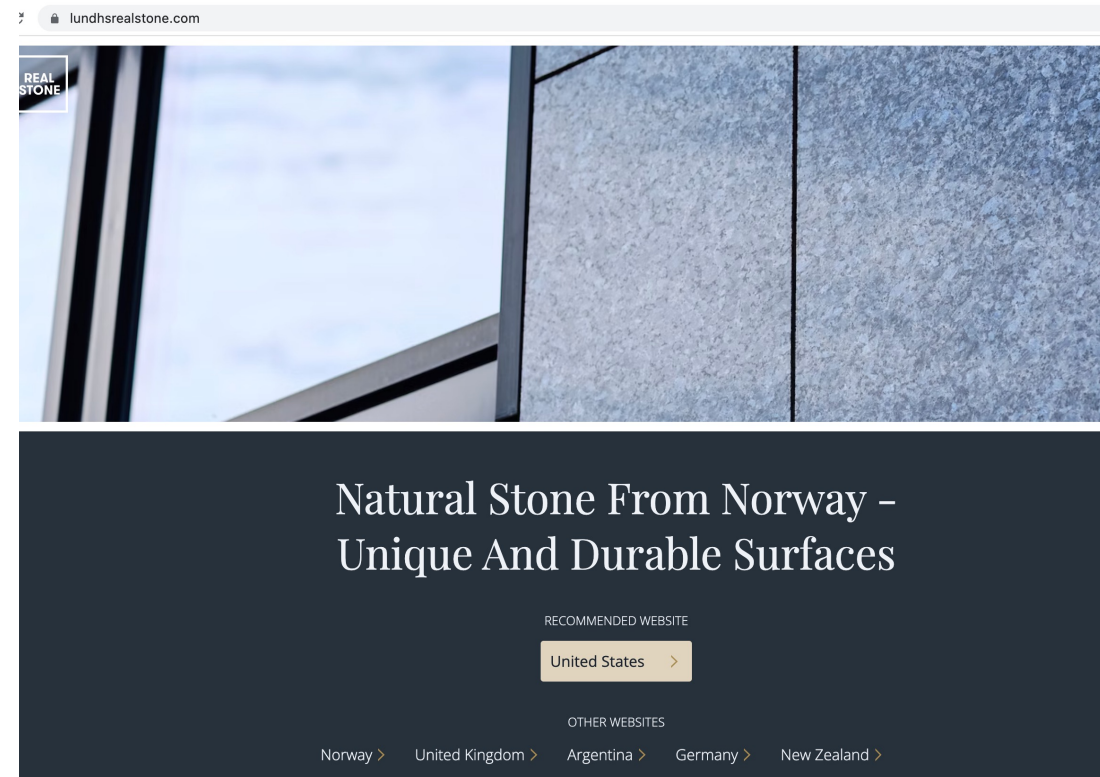 lundhsrealstone.com
REAL
STONE
Natural Stone From Norway -
Unique And Durable Surfaces
RECOMMENDED WEBSITE
United States
OTHER WEBSITES
Norway United Kingdom Argentina Germany New Zealand